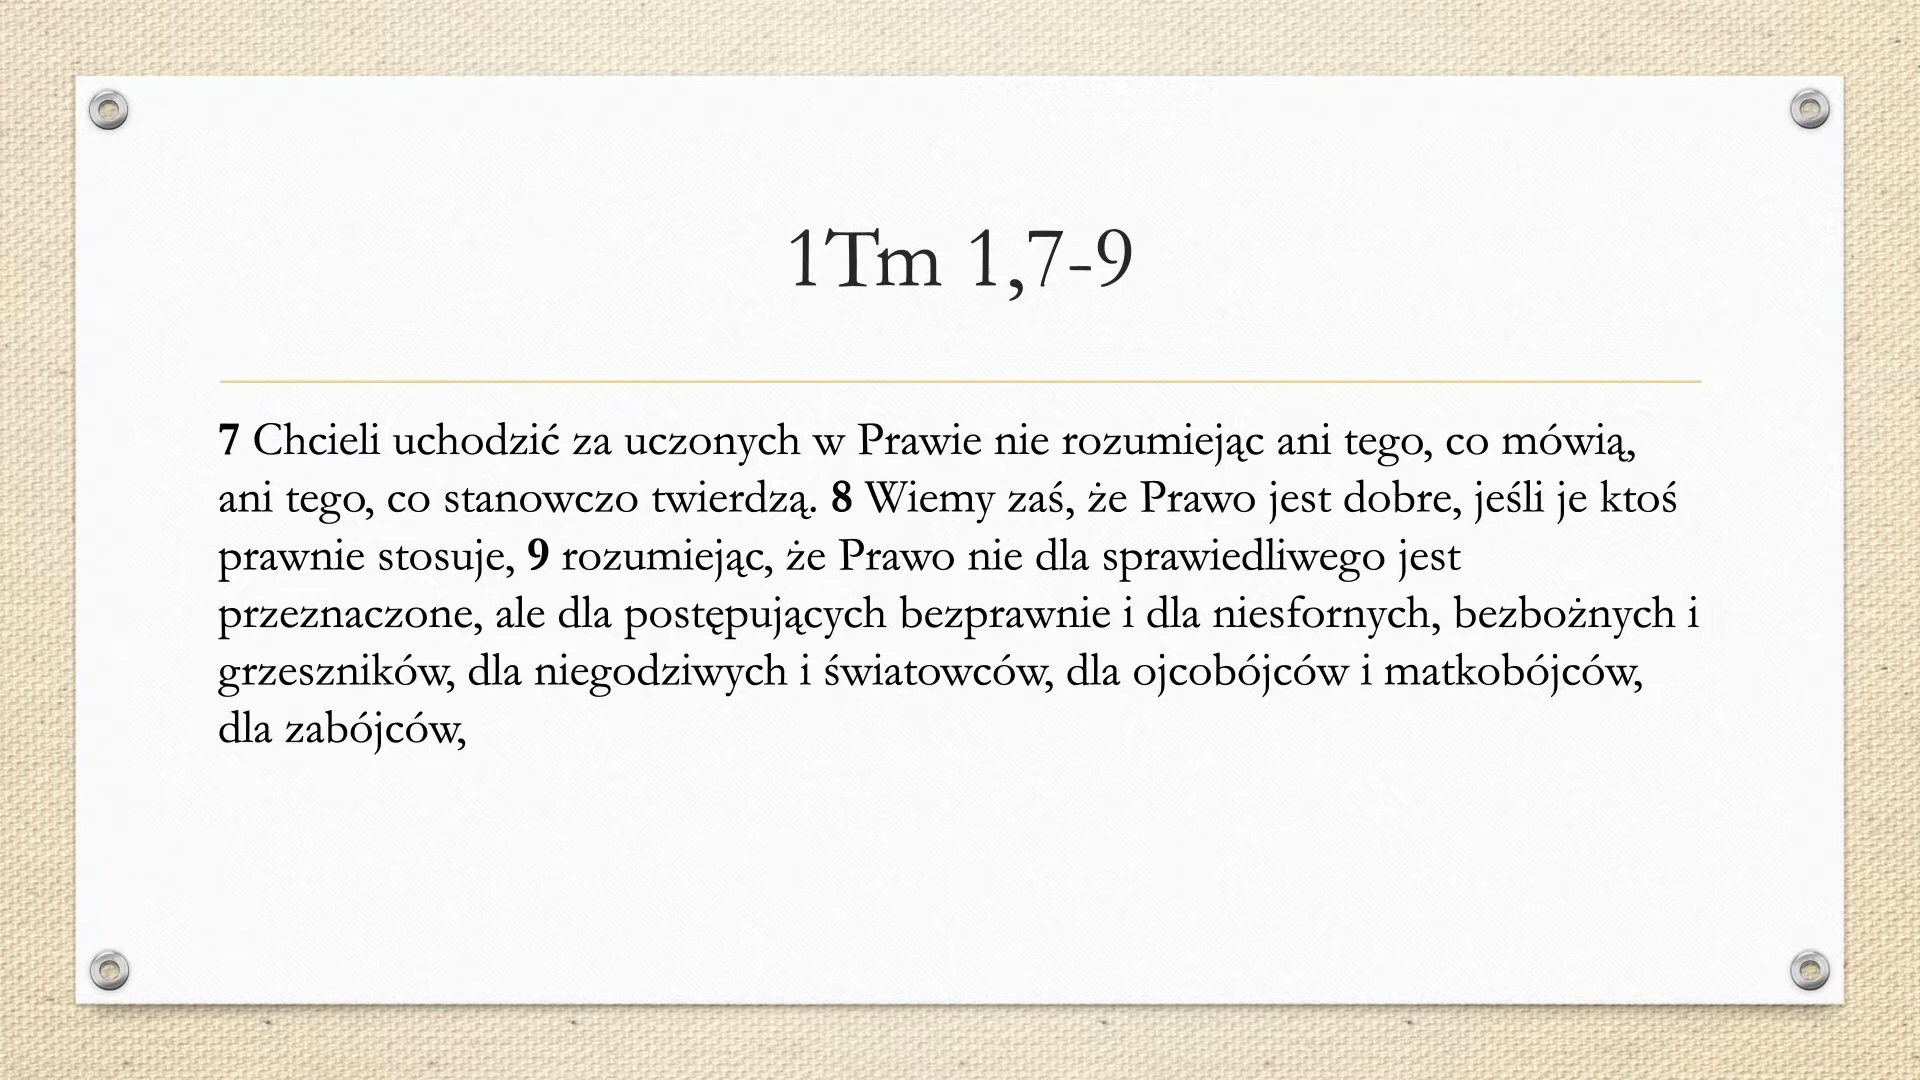 1Tm 1,7-9
7 Chcieli uchodzić za uczonych w Prawie nie rozumiejąc ani tego, co mówią,
ani tego, co stanowczo twierdzą. 8 Wiemy zaś, że Prawo jest dobre, jeśli je ktoś
prawnie stosuje, 9 rozumiejąc, że Prawo nie dla sprawiedliwego jest
przeznaczone, ale dla postępujących bezprawnie i dla niesfornych, bezbożnych i
grzeszników, dla niegodziwych i światowców, dla ojcobójców i matkobójców,
dla zabójców,